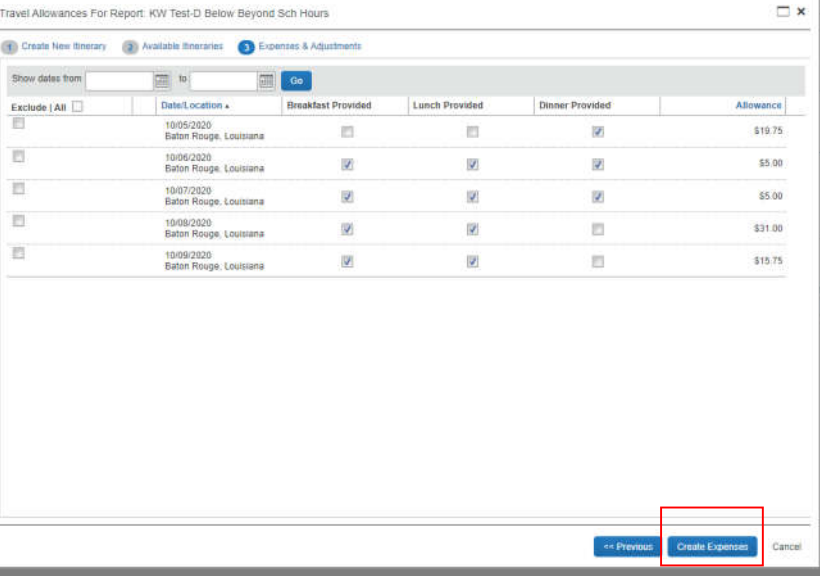 Travel Allowances For Report: KW Test-D Below Beyond Sch Hours
1 Create New Itinerary 2 Available Itineraries 3 Expenses & Adjustments
Show dates from to Go
Exclude | All Date/Location Breakfast Provided Lunch Provided Dinner Provided Allowance
10/05/2020
Baton Rouge, Louisiana
$19.75
10/06/2020
Baton Rouge, Louisiana
$5.00
10/07/2020
Baton Rouge, Louisiana
$5.00
10/08/2020
Baton Rouge, Louisiana
$31.00
10/09/2020
Baton Rouge, Louisiana
$15.75
<< Previous Create Expenses Cancel